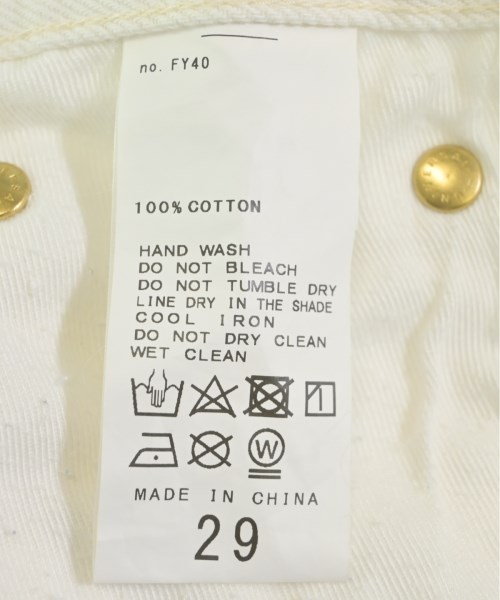 no. FY40
100% COTTON
HAND WASH
DO NOT BLEACH
DO NOT TUMBLE DRY
LINE DRY IN THE SHADE
COOL IRON
DO NOT DRY CLEAN
WET CLEAN
W
MADE IN CHINA
29